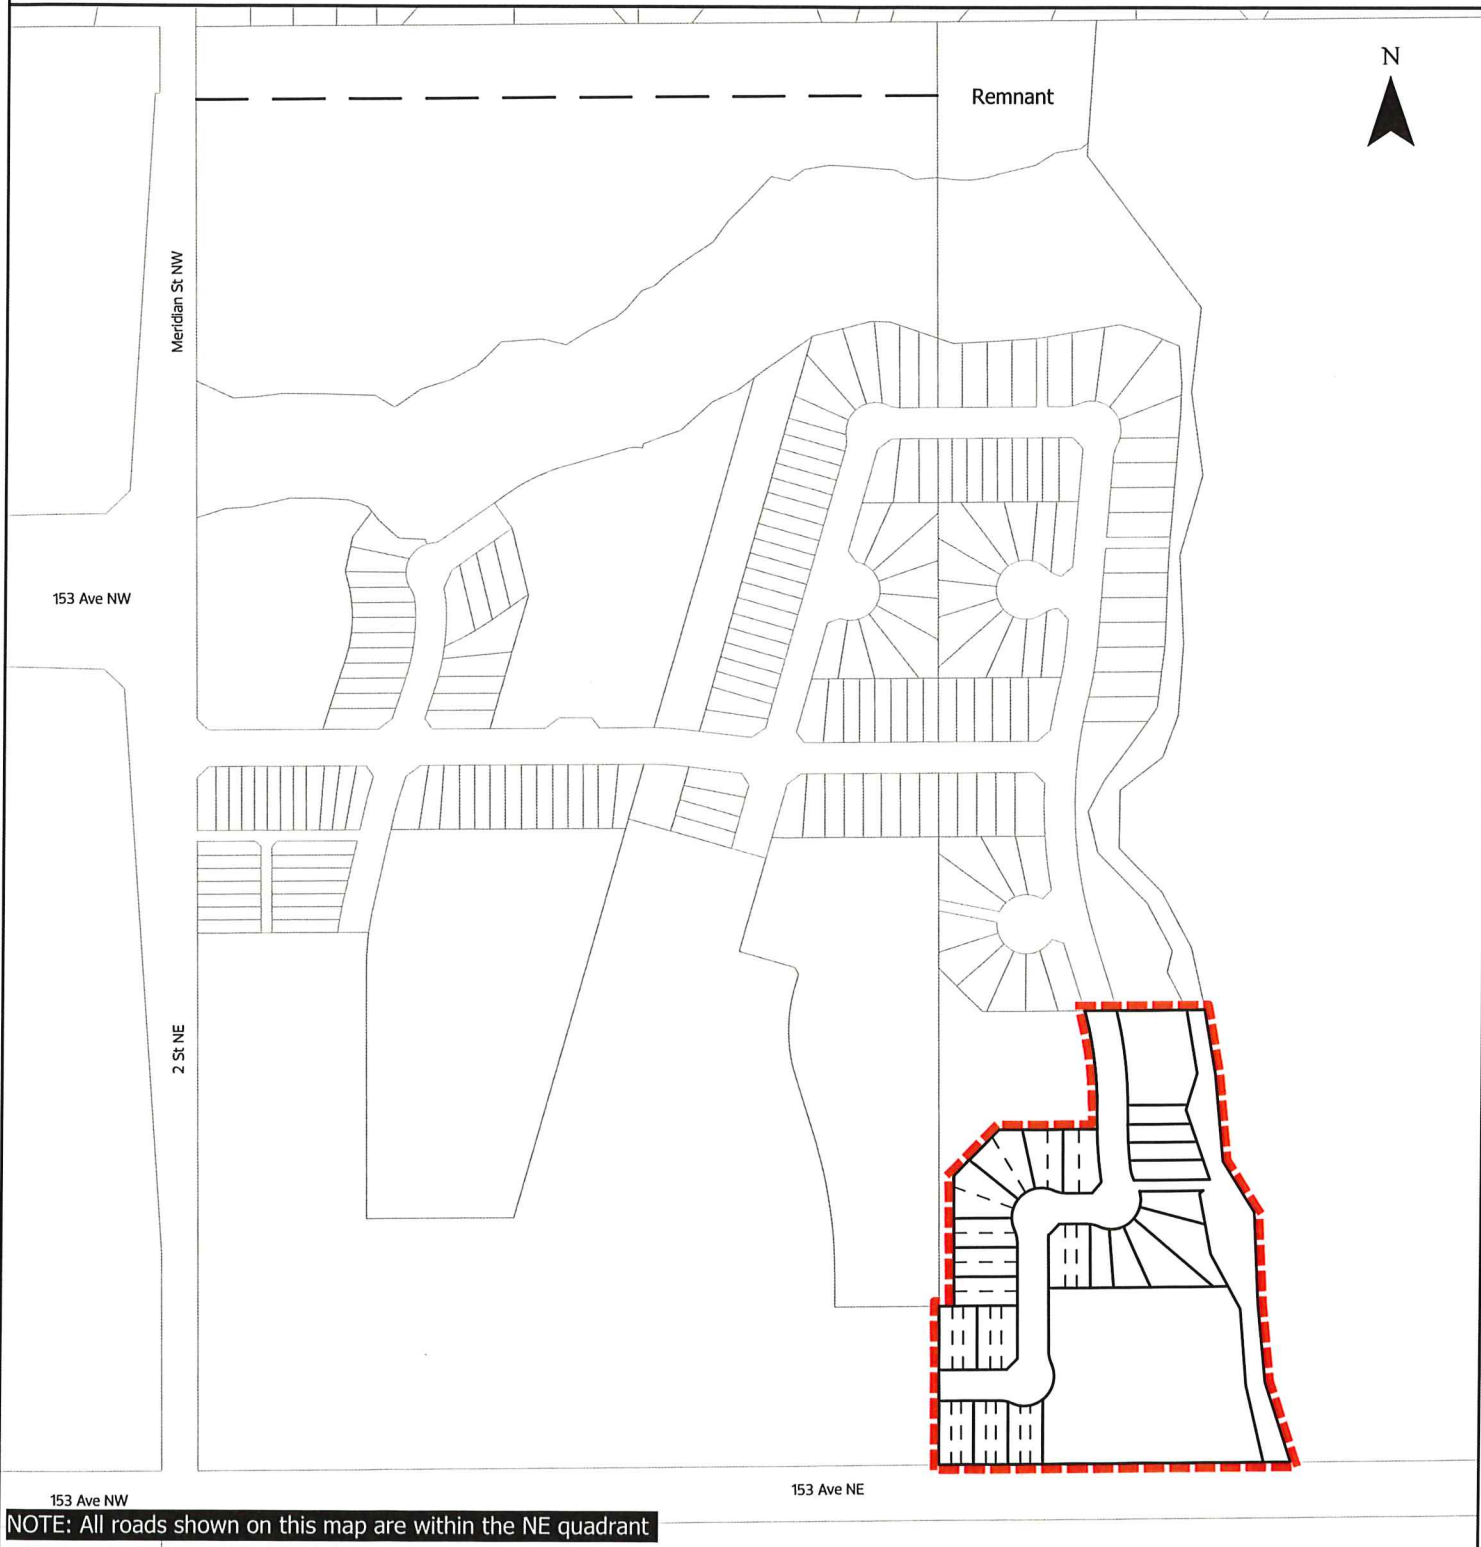 N
Remnant
Meridian St NW
153 Ave NW
2 St NE
153 Ave NE
153 Ave NW
NOTE: All roads shown on this map are within the NE quadrant